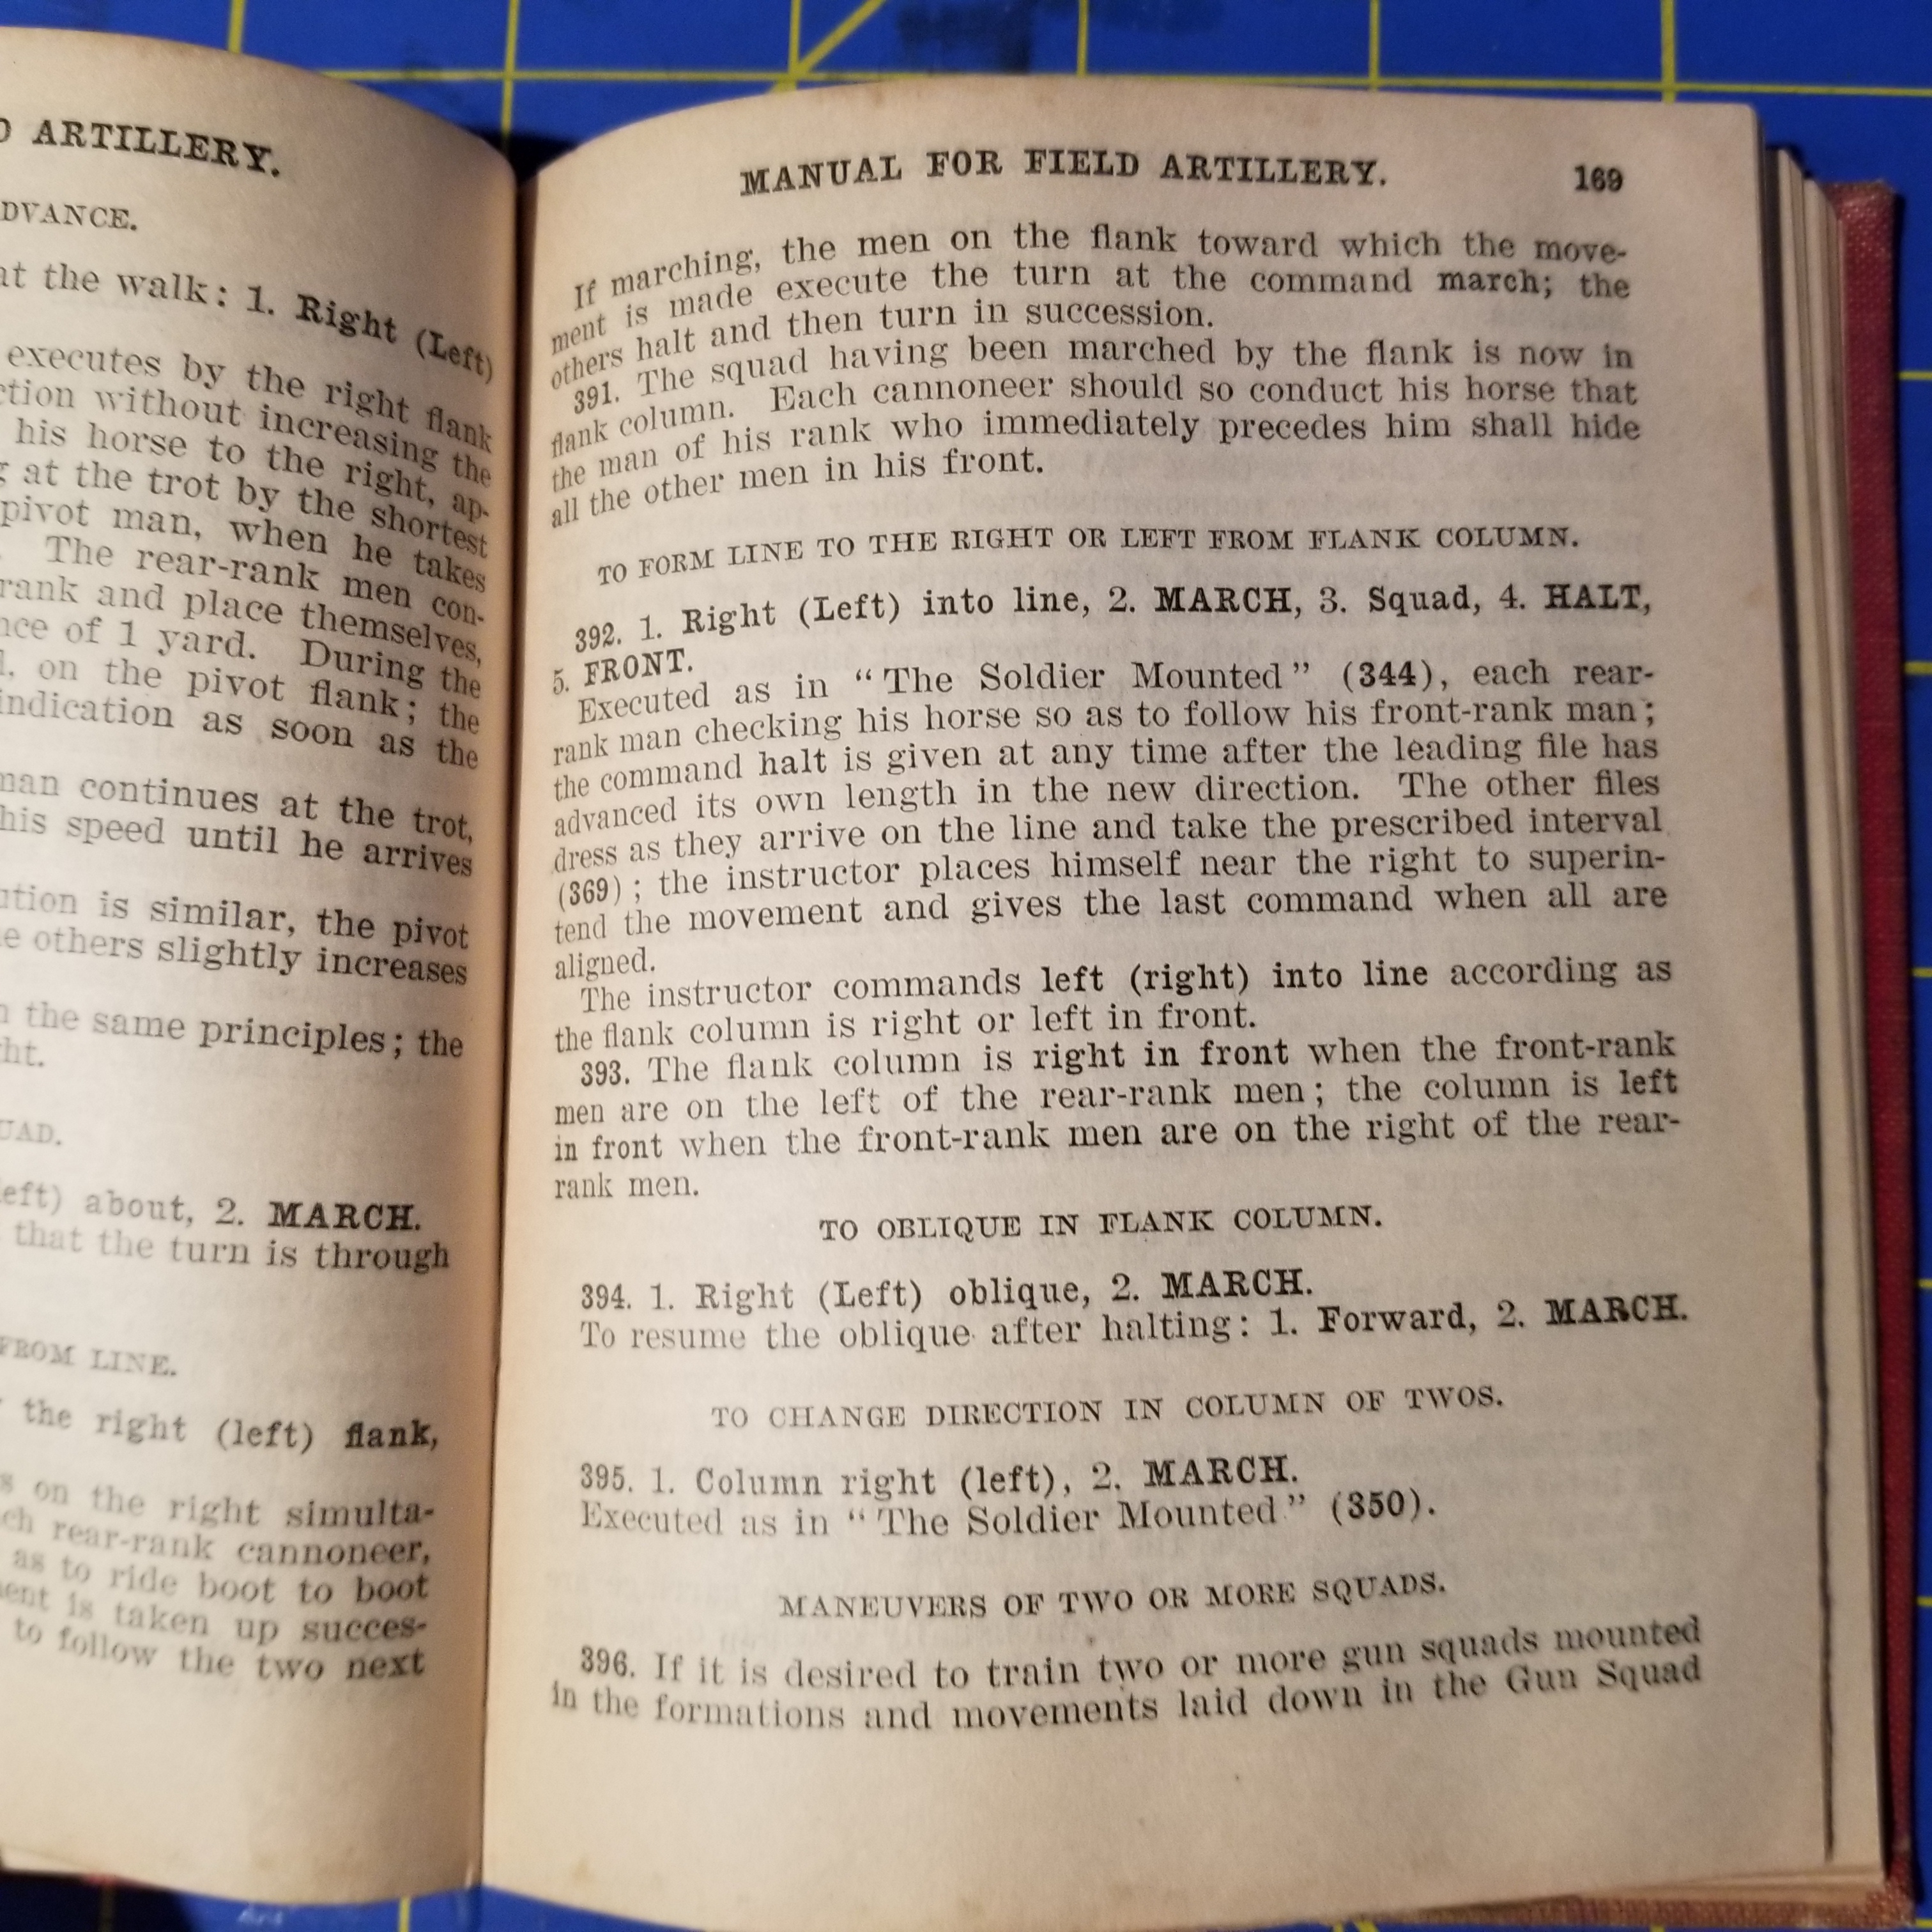 ARTILLERY.
DVANCE.
at the walk: 1. Right (Left)
executes by the right flank
ction without increasing the
his horse to the right, ap-
at the trot by the shortest
pivot man, when he takes
The rear-rank men con-
rank and place themselves,
nce of 1 yard. During the
on the pivot flank; the
indication as soon as the
man continues at the trot,
his speed until he arrives
ution is similar, the pivot
e others slightly increases
the same principles; the
ht.
UAD.
left) about, 2. MARCH.
that the turn is through
FROM LINE.
the right (left) flank,
s on the right simulta-
ch rear-rank cannoneer,
as to ride boot to boot
ent is taken up succes-
to follow the two next
MANUAL FOR FIELD ARTILLERY. 169
If marching, the men on the flank toward which the move-
ment is made execute the turn at the command march; the
others halt and then turn in succession.
391. The squad having been marched by the flank is now in
flank column. Each cannoneer should so conduct his horse that
the man of his rank who immediately precedes him shall hide
all the other men in his front.
TO FORM LINE TO THE RIGHT OR LEFT FROM FLANK COLUMN.
392. 1. Right (Left) into line, 2. MARCH, 3. Squad, 4. HALT,
5. FRONT.
Executed as in “The Soldier Mounted” (344), each rear-
rank man checking his horse so as to follow his front-rank man;
the command halt is given at any time after the leading file has
advanced its own length in the new direction. The other files
dress as they arrive on the line and take the prescribed interval
(369); the instructor places himself near the right to superin-
tend the movement and gives the last command when all are
aligned.
The instructor commands left (right) into line according as
the flank column is right or left in front.
393. The flank column is right in front when the front-rank
men are on the left of the rear-rank men; the column is left
in front when the front-rank men are on the right of the rear-
rank men.
TO OBLIQUE IN FLANK COLUMN.
394. 1. Right (Left) oblique, 2. MARCH.
To resume the oblique after halting: 1. Forward, 2. MARCH.
TO CHANGE DIRECTION IN COLUMN OF TWOS.
395. 1. Column right (left), 2. MARCH.
Executed as in “The Soldier Mounted” (350).
MANEUVERS OF TWO OR MORE SQUADS.
396. If it is desired to train two or more gun squads mounted
in the formations and movements laid down in the Gun Squad